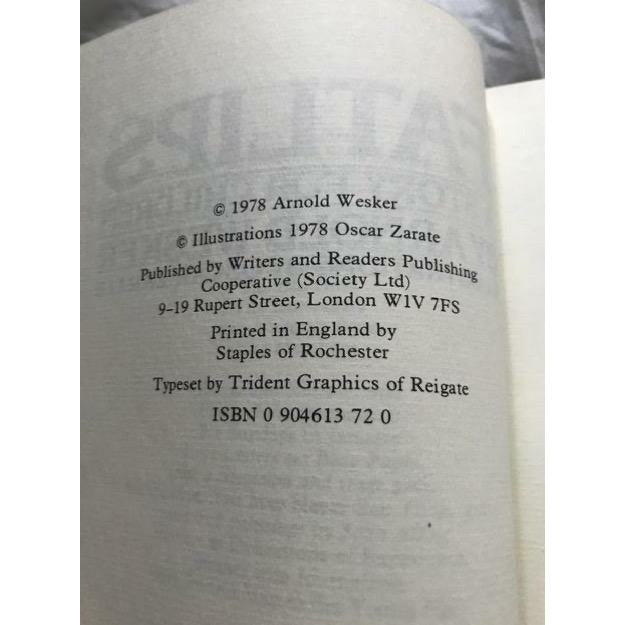 © 1978 Arnold Wesker
© Illustrations 1978 Oscar Zarate
Published by Writers and Readers Publishing
Cooperative (Society Ltd)
9–19 Rupert Street, London W1V 7FS
Printed in England by
Staples of Rochester
Typeset by Trident Graphics of Reigate
ISBN 0 904613 72 0